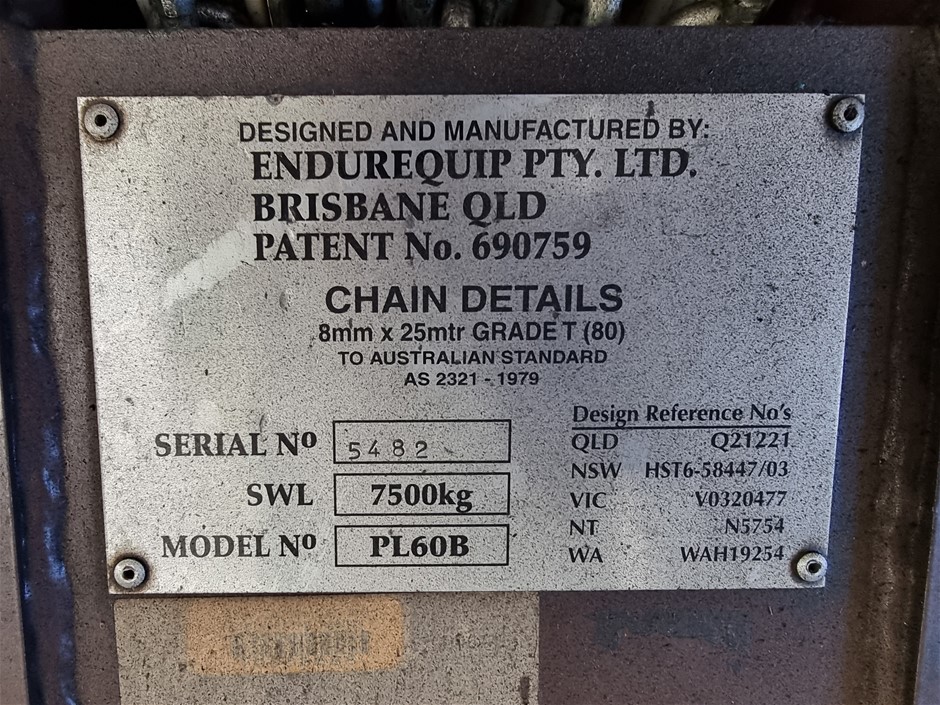 DESIGNED AND MANUFACTURED BY:
ENDUREQUIP PTY. LTD.
BRISBANE QLD
PATENT No. 690759
CHAIN DETAILS
8mm x 25mtr GRADE T (80)
TO AUSTRALIAN STANDARD
AS 2321 - 1979
SERIAL No 5482
SWL 7500kg
MODEL No PL60B
Design Reference No's
QLD Q21221
NSW HST6-58447/03
VIC V0320477
NT N5754
WA WAH19254